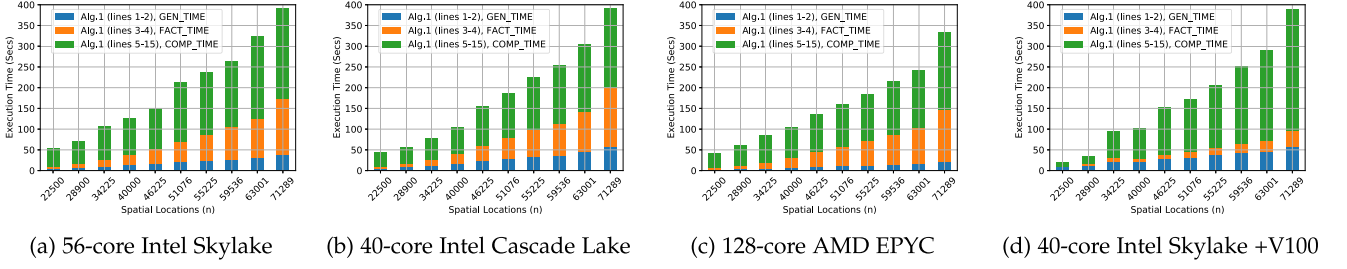 400
350
300
250
200
150
100
50
0
Execution Time (Secs)
Alg.1 (lines 1-2), GEN_TIME
Alg.1 (lines 3-4), FACT_TIME
Alg.1 (lines 5-15), COMP_TIME
22500 28900 34225 40000 46225 51076 55225 59536 63001 71289
Spatial Locations (n)
(a) 56-core Intel Skylake
400
350
300
250
200
150
100
50
0
Execution Time (Secs)
Alg.1 (lines 1-2), GEN_TIME
Alg.1 (lines 3-4), FACT_TIME
Alg.1 (lines 5-15), COMP_TIME
22500 28900 34225 40000 46225 51076 55225 59536 63001 71289
Spatial Locations (n)
(b) 40-core Intel Cascade Lake
400
350
300
250
200
150
100
50
0
Execution Time (Secs)
Alg.1 (lines 1-2), GEN_TIME
Alg.1 (lines 3-4), FACT_TIME
Alg.1 (lines 5-15), COMP_TIME
22500 28900 34225 40000 46225 51076 55225 59536 63001 71289
Spatial Locations (n)
(c) 128-core AMD EPYC
400
350
300
250
200
150
100
50
0
Execution Time (Secs)
Alg.1 (lines 1-2), GEN_TIME
Alg.1 (lines 3-4), FACT_TIME
Alg.1 (lines 5-15), COMP_TIME
22500 28900 34225 40000 46225 51076 55225 59536 63001 71289
Spatial Locations (n)
(d) 40-core Intel Skylake +V100